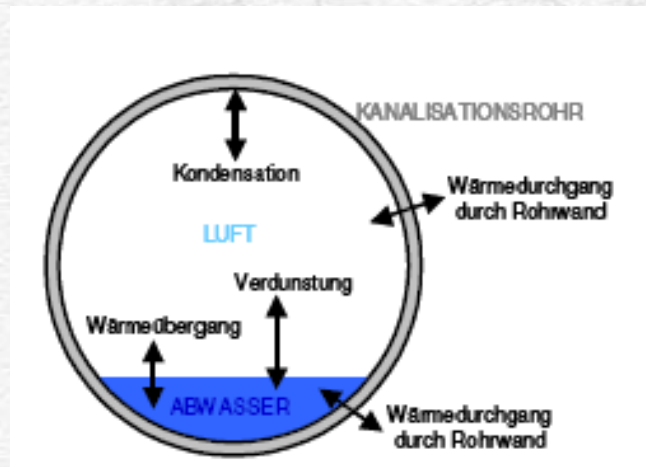 KANALISATIONSROHR
Kondensation
Wärmedurchgang
durch Rohrwand
LUFT
Verdunstung
Wärmeübergang
ABWASSER
Wärmedurchgang
durch Rohrwand